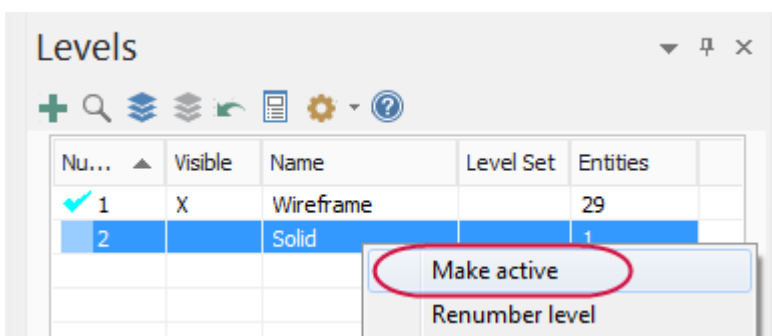 Levels
Nu... Visible Name Level Set Entities
1 X Wireframe 29
2 Solid 1
Make active
Renumber level